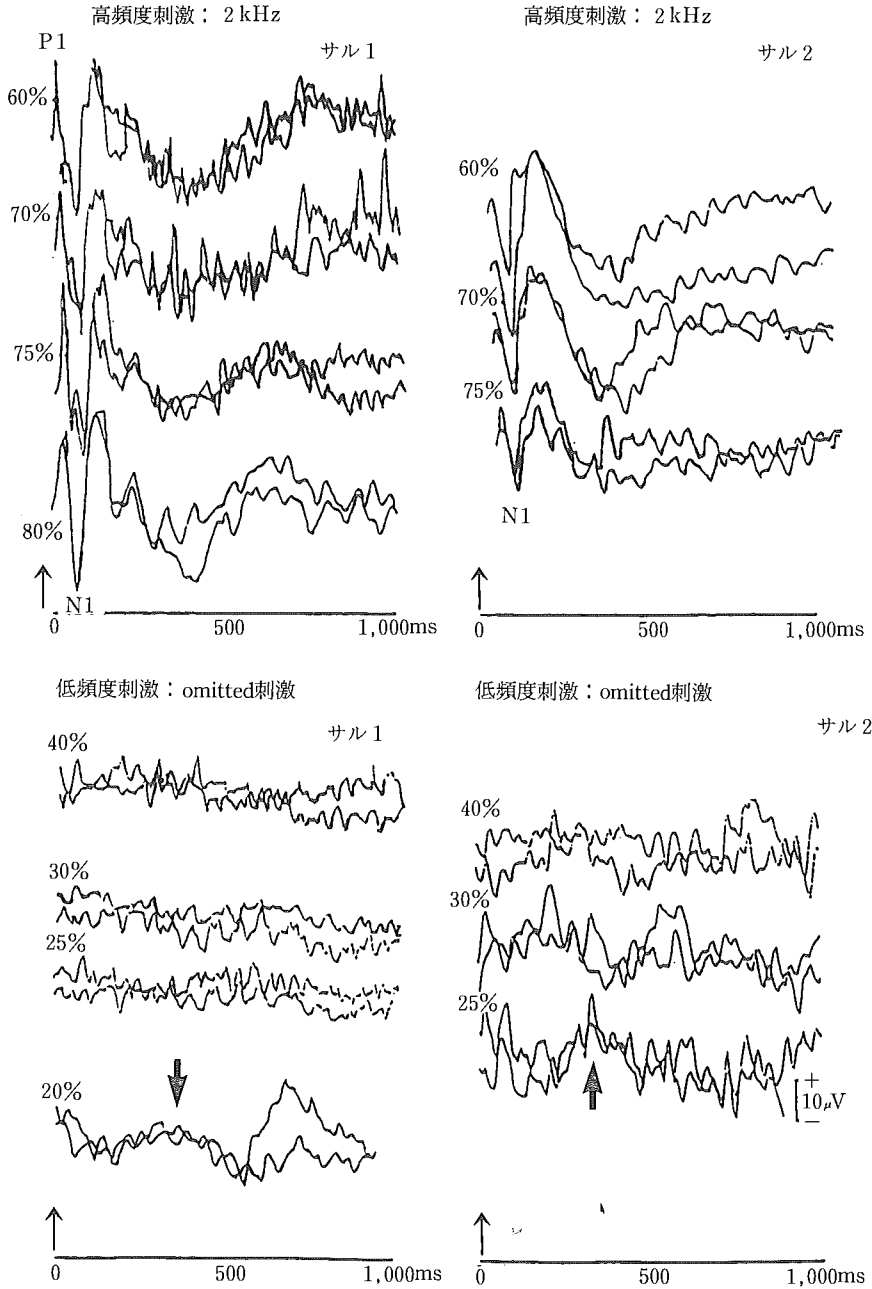 高頻度刺激： 2 kHz
サル 1
P1
60%
70%
75%
80%
N1
0 500 1,000ms
高頻度刺激： 2 kHz
サル 2
60%
70%
75%
N1
0 500 1,000ms
低頻度刺激：omitted刺激
サル 1
40%
30%
25%
20%
0 500 1,000ms
低頻度刺激：omitted刺激
サル 2
40%
30%
25%
+
10μV
−
0 500 1,000ms